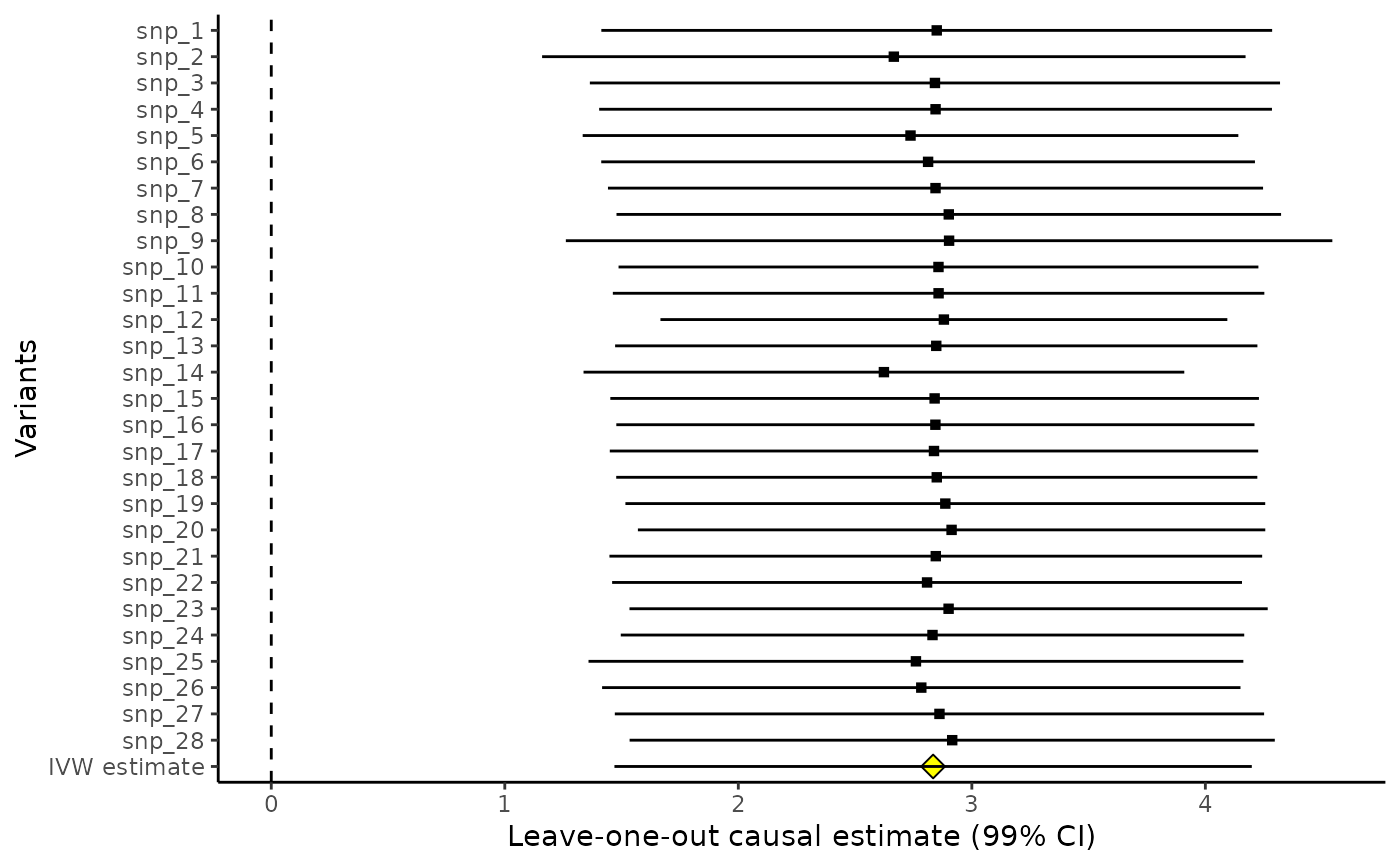 snp_1
snp_2
snp_3
snp_4
snp_5
snp_6
snp_7
snp_8
snp_9
snp_10
snp_11
snp_12
snp_13
snp_14
snp_15
snp_16
snp_17
snp_18
snp_19
snp_20
snp_21
snp_22
snp_23
snp_24
snp_25
snp_26
snp_27
snp_28
IVW estimate
Variants
0 1 2 3 4
Leave-one-out causal estimate (99% CI)